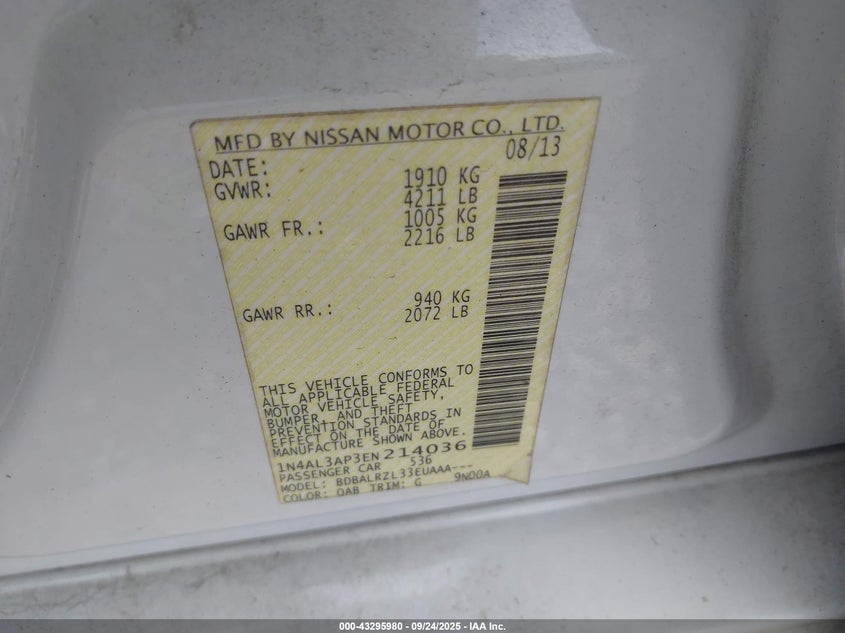 MFD BY NISSAN MOTOR CO., LTD.
DATE: 08/13
GVWR: 1910 KG
4211 LB
GAWR FR.: 1005 KG
2216 LB
GAWR RR.: 940 KG
2072 LB
THIS VEHICLE CONFORMS TO
ALL APPLICABLE FEDERAL
MOTOR VEHICLE SAFETY,
BUMPER, AND THEFT
PREVENTION STANDARDS IN
EFFECT ON THE DATE OF
MANUFACTURE SHOWN ABOVE.
1N4AL3AP3EN214036
PASSENGER CAR 536
MODEL: BDBALRZL33EUAAA---
COLOR: QAB TRIM: G 9N00A
000-43295980 - 09/24/2025 - IAA Inc.